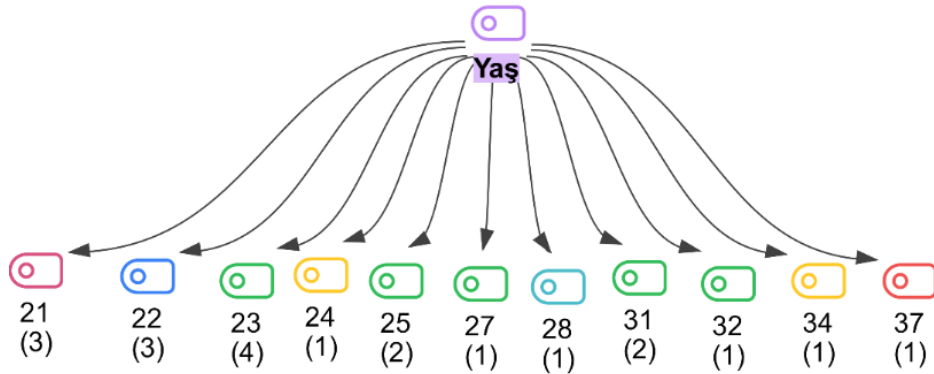 Yaş
21 22 23 24 25 27 28 31 32 34 37
(3) (3) (4) (1) (2) (1) (1) (2) (1) (1) (1)